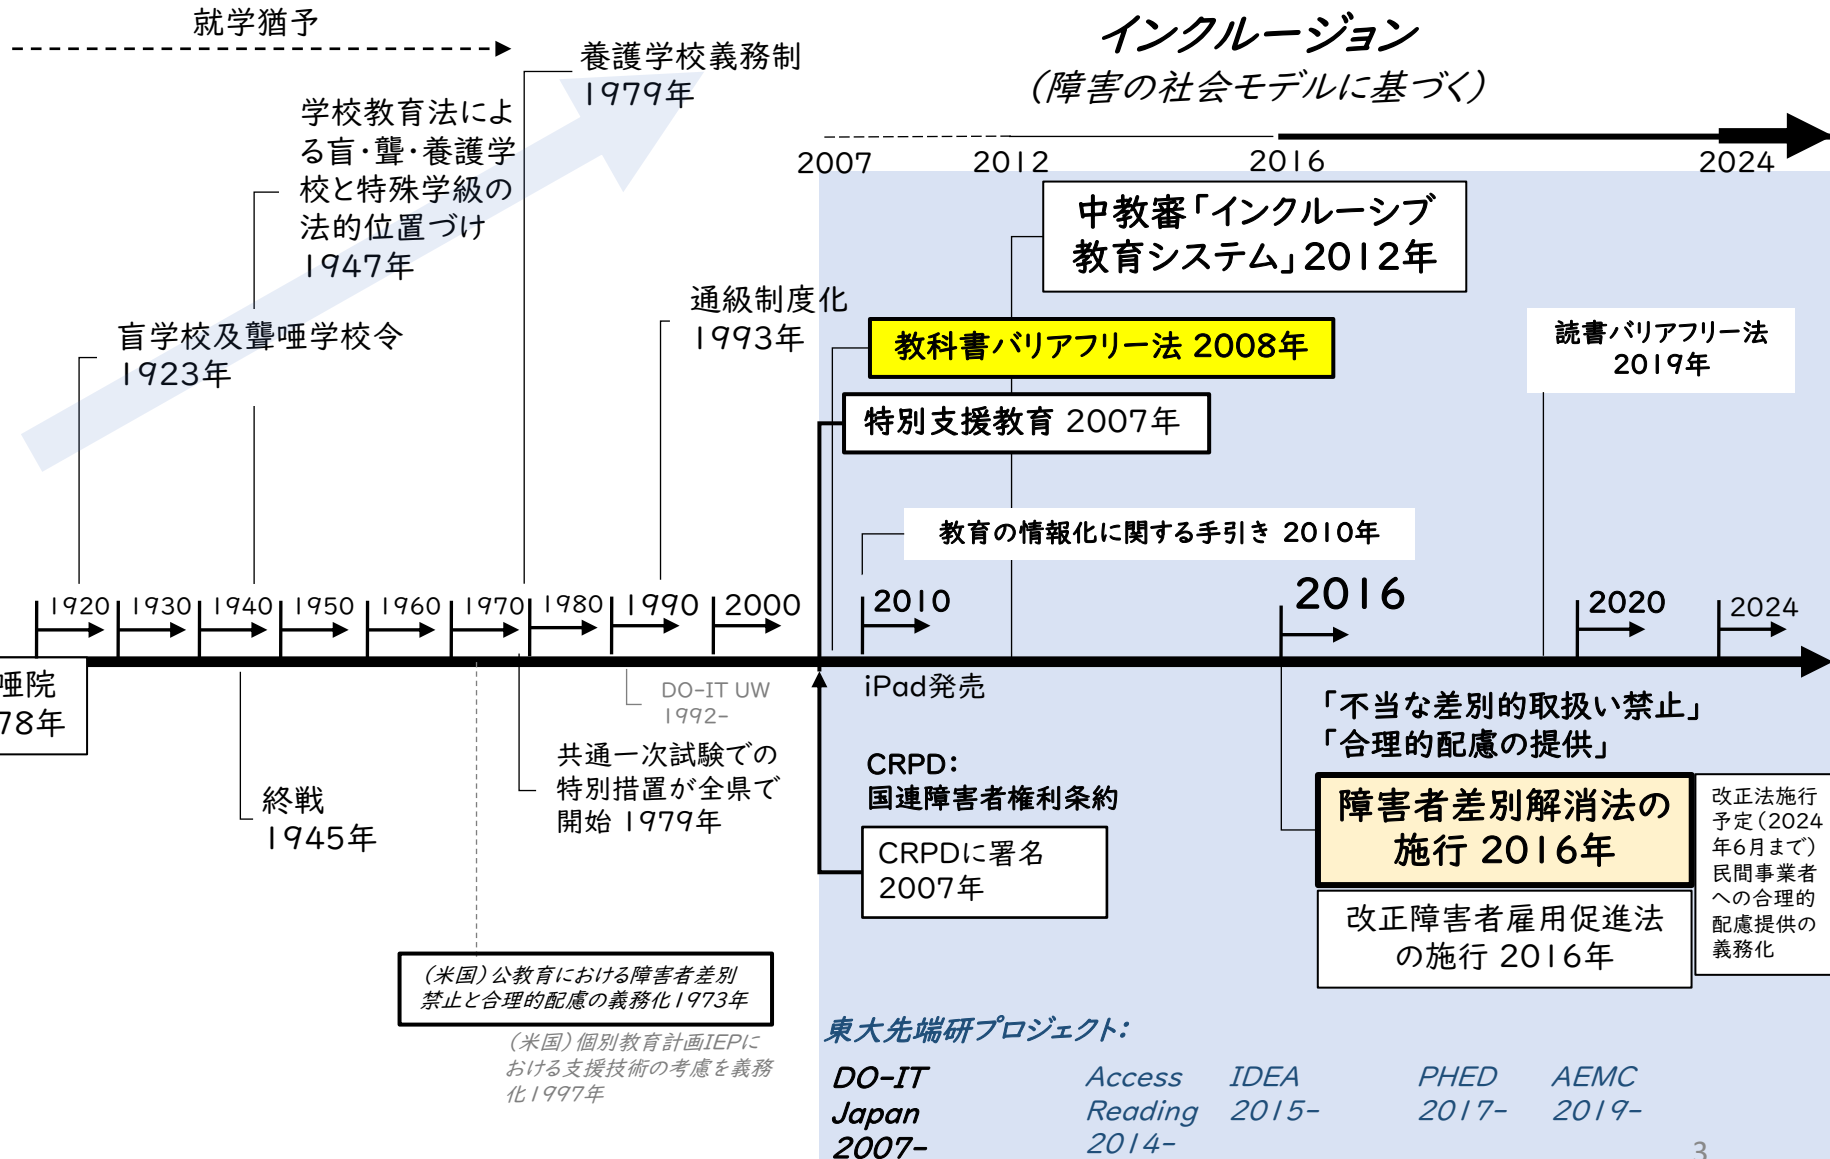 就学猶予
インクルージョン
（障害の社会モデルに基づく）
養護学校義務制
1979年
学校教育法によ
る盲・聾・養護学
校と特殊学級の
法的位置づけ
1947年
2007
2012
2016
2024
中教審「インクルーシブ
教育システム」2012年
通級制度化
1993年
盲学校及聾唖学校令
1923年
教科書バリアフリー法 2008年
読書バリアフリー法
2019年
特別支援教育 2007年
教育の情報化に関する手引き 2010年
1920
1930
1940
1950
1960
1970
1980
1990
2000
2010
2016
2020
2024
唖院
78年
DO-IT UW
1992-
iPad発売
「不当な差別的取扱い禁止」
「合理的配慮の提供」
共通一次試験での
特別措置が全県で
開始 1979年
CRPD：
国連障害者権利条約
終戦
1945年
障害者差別解消法の
施行 2016年
改正法施行
予定（2024
年6月まで）
民間事業者
への合理的
配慮提供の
義務化
CRPDに署名
2007年
改正障害者雇用促進法
の施行 2016年
（米国）公教育における障害者差別
禁止と合理的配慮の義務化1973年
（米国）個別教育計画IEPに
おける支援技術の考慮を義務
化1997年
東大先端研プロジェクト：
DO-IT
Japan
2007-
Access
Reading
2014-
IDEA
2015-
PHED
2017-
AEMC
2019-
3